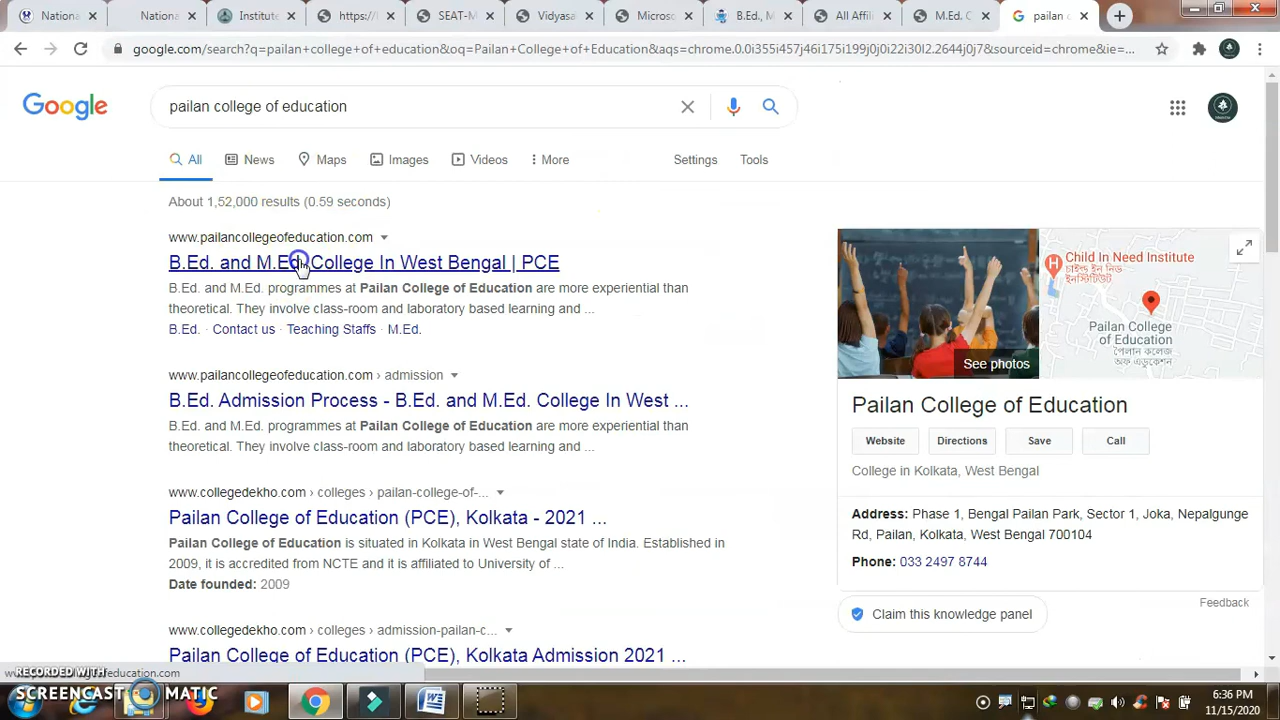 Nationa
Nationa
Institute
https://l
SEAT-M
Vidyasa
Microso
B.Ed., M
All Affil
M.Ed. C
pailan c
google.com/search?q=pailan+college+of+education&oq=Pailan+College+of+Education&aqs=chrome.0.0i355i457j46i175i199j0j0i22i30l2.2644j0j7&sourceid=chrome&ie=...
Google
pailan college of education
All
News
Maps
Images
Videos
More
Settings
Tools
About 1,52,000 results (0.59 seconds)
www.pailancollegeofeducation.com
B.Ed. and M.Ed. College In West Bengal | PCE
B.Ed. and M.Ed. programmes at Pailan College of Education are more experiential than
theoretical. They involve class-room and laboratory based learning and ...
B.Ed. · Contact us · Teaching Staffs · M.Ed.
www.pailancollegeofeducation.com › admission
B.Ed. Admission Process - B.Ed. and M.Ed. College In West ...
B.Ed. and M.Ed. programmes at Pailan College of Education are more experiential than
theoretical. They involve class-room and laboratory based learning and ...
www.collegedekho.com › colleges › pailan-college-of-...
Pailan College of Education (PCE), Kolkata - 2021 ...
Pailan College of Education is situated in Kolkata in West Bengal state of India. Established in
2009, it is accredited from NCTE and it is affiliated to University of ...
Date founded: 2009
www.collegedekho.com › colleges › admission-pailan-c...
Pailan College of Education (PCE), Kolkata Admission 2021 ...
See photos
Child In Need Institute
চাইল্ড ইন নিড
ইনস্টিটিউট
Pailan College
of Education
পৈলান কলেজ
অফ এডুকেশন
Pailan College of Education
Website
Directions
Save
Call
College in Kolkata, West Bengal
Address: Phase 1, Bengal Pailan Park, Sector 1, Joka, Nepalgunge
Rd, Pailan, Kolkata, West Bengal 700104
Phone: 033 2497 8744
Feedback
Claim this knowledge panel
RECORDED WITH
SCREENCAST MATIC
6:36 PM
11/15/2020